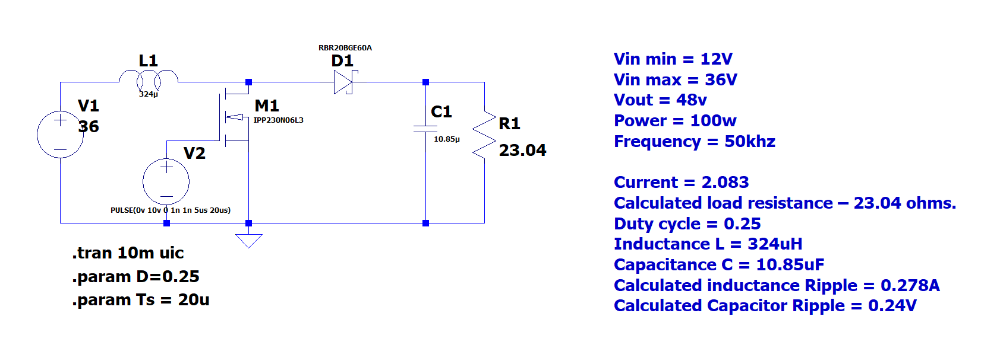 RBR20BGE60A
L1
D1
324µ
V1
36
M1
IPP230N06L3
C1
10.85µ
R1
23.04
V2
PULSE(0v 10v 0 1n 1n 5us 20us)
.tran 10m uic
.param D=0.25
.param Ts = 20u
Vin min = 12V
Vin max = 36V
Vout = 48v
Power = 100w
Frequency = 50khz
Current = 2.083
Calculated load resistance – 23.04 ohms.
Duty cycle = 0.25
Inductance L = 324uH
Capacitance C = 10.85uF
Calculated inductance Ripple = 0.278A
Calculated Capacitor Ripple = 0.24V